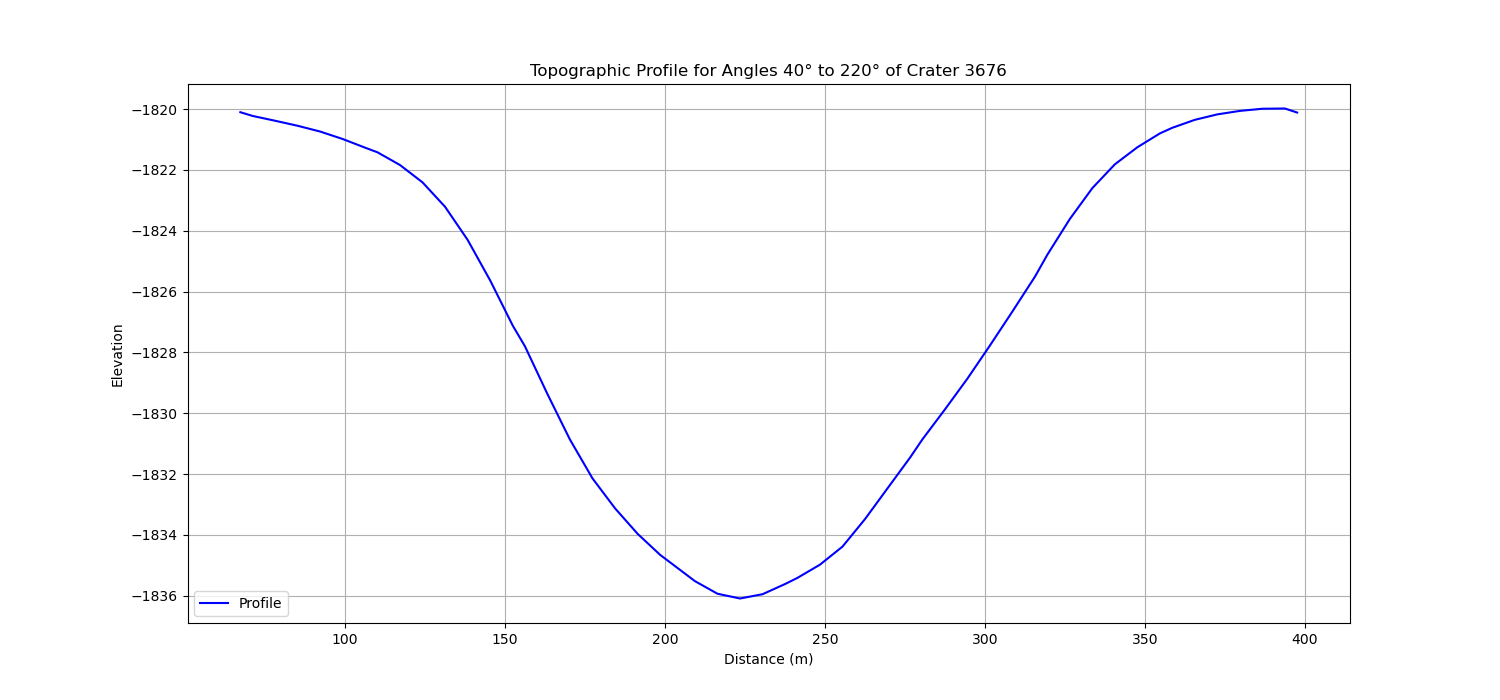 Topographic Profile for Angles 40° to 220° of Crater 3676
−1820
−1822
−1824
−1826
−1828
−1830
−1832
−1834
−1836
Elevation
Profile
100 150 200 250 300 350 400
Distance (m)